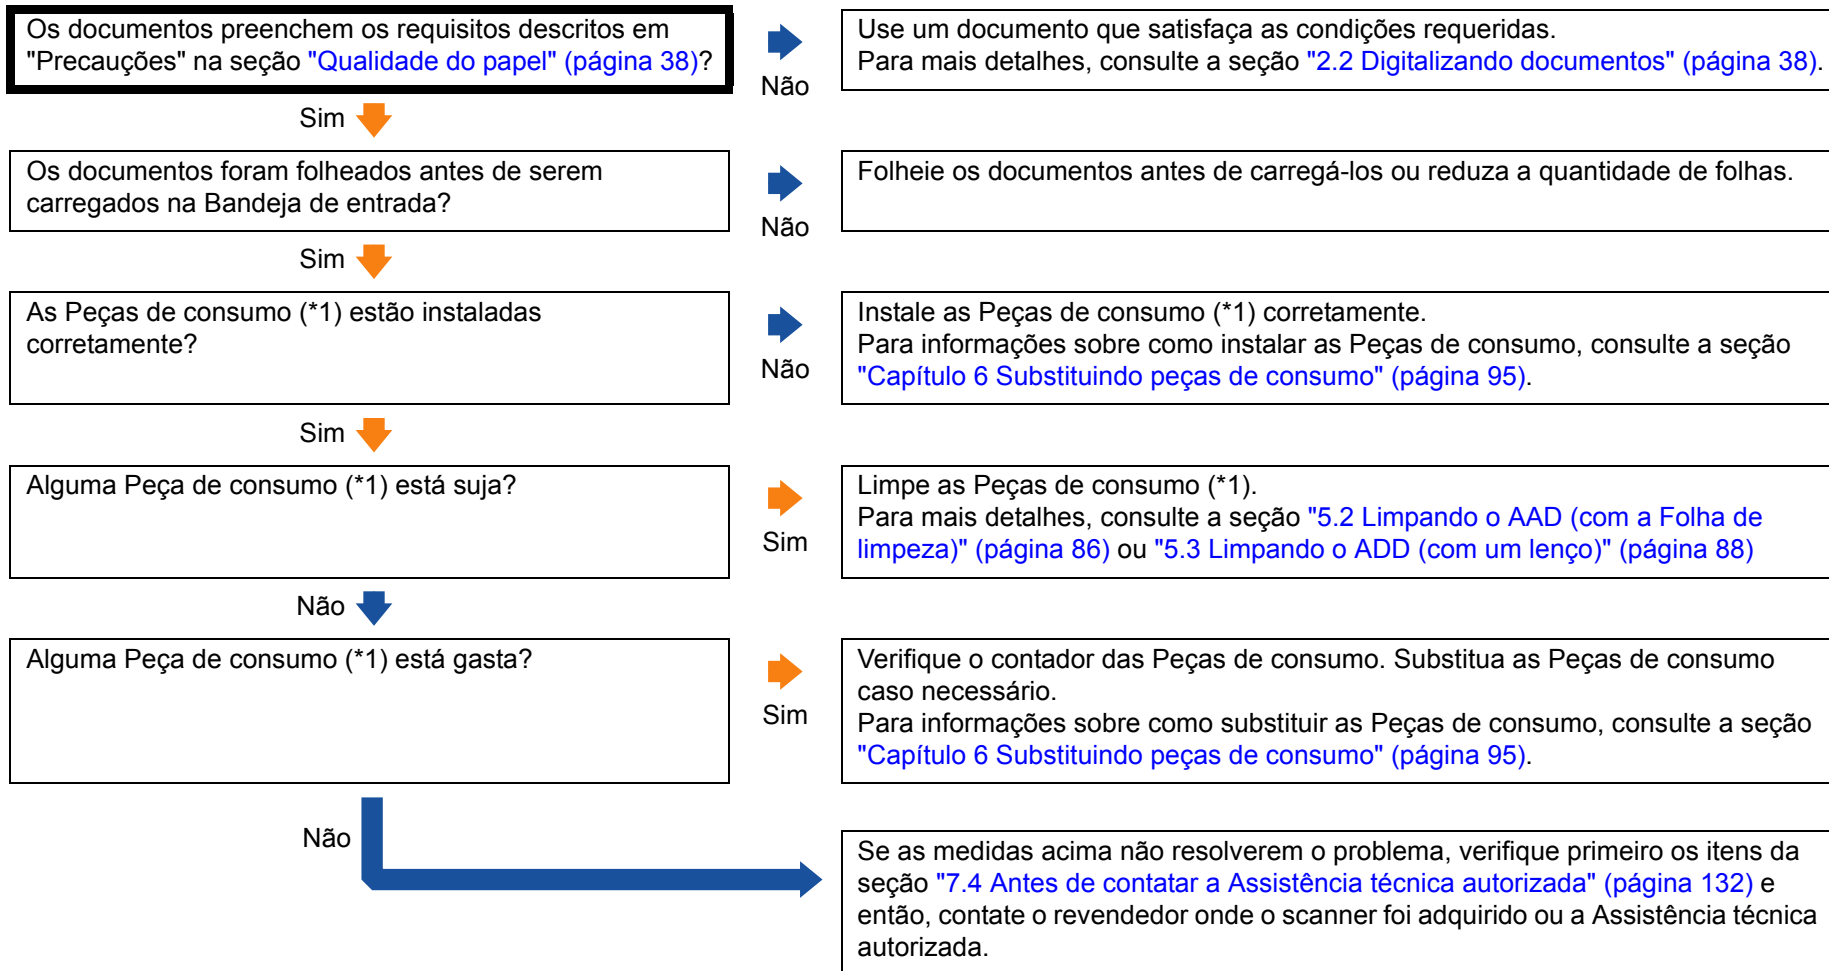 Os documentos preenchem os requisitos descritos em
"Precauções" na seção "Qualidade do papel" (página 38)?
Não
Use um documento que satisfaça as condições requeridas.
Para mais detalhes, consulte a seção "2.2 Digitalizando documentos" (página 38).
Sim
Os documentos foram folheados antes de serem
carregados na Bandeja de entrada?
Não
Folheie os documentos antes de carregá-los ou reduza a quantidade de folhas.
Sim
As Peças de consumo (*1) estão instaladas
corretamente?
Não
Instale as Peças de consumo (*1) corretamente.
Para informações sobre como instalar as Peças de consumo, consulte a seção
"Capítulo 6 Substituindo peças de consumo" (página 95).
Sim
Alguma Peça de consumo (*1) está suja?
Sim
Limpe as Peças de consumo (*1).
Para mais detalhes, consulte a seção "5.2 Limpando o AAD (com a Folha de
limpeza)" (página 86) ou "5.3 Limpando o ADD (com um lenço)" (página 88)
Não
Alguma Peça de consumo (*1) está gasta?
Sim
Verifique o contador das Peças de consumo. Substitua as Peças de consumo
caso necessário.
Para informações sobre como substituir as Peças de consumo, consulte a seção
"Capítulo 6 Substituindo peças de consumo" (página 95).
Não
Se as medidas acima não resolverem o problema, verifique primeiro os itens da
seção "7.4 Antes de contatar a Assistência técnica autorizada" (página 132) e
então, contate o revendedor onde o scanner foi adquirido ou a Assistência técnica
autorizada.